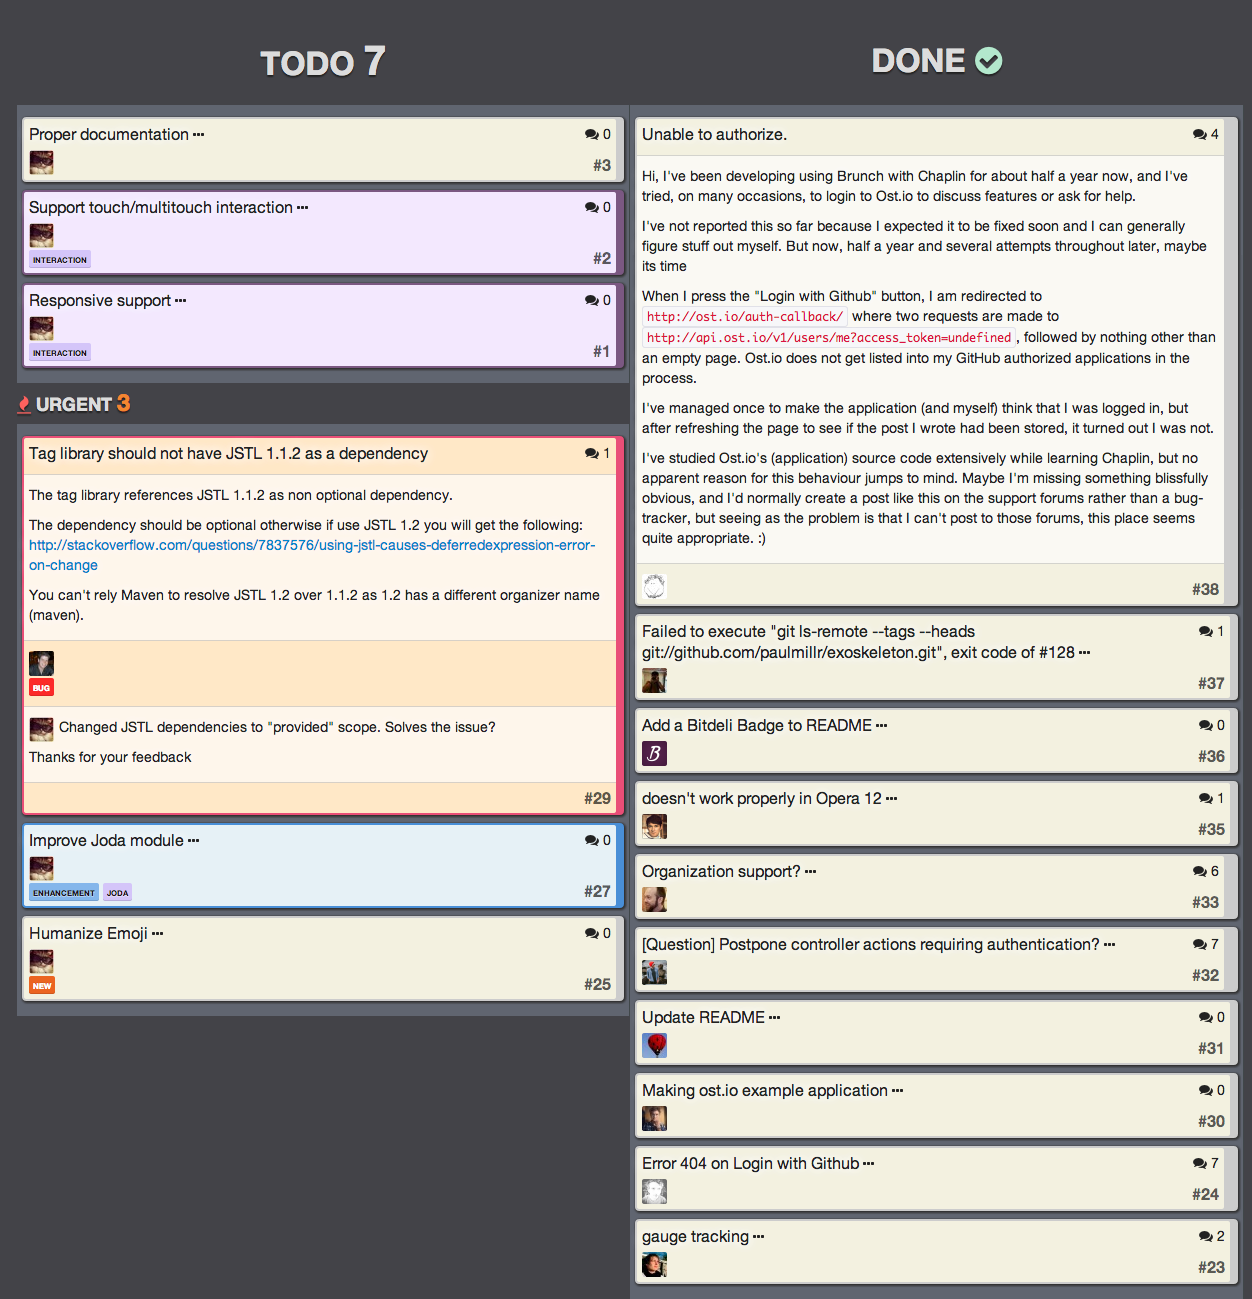 TODO 7
Proper documentation ···
0
#3
Support touch/multitouch interaction ···
0
INTERACTION
#2
Responsive support ···
0
INTERACTION
#1
URGENT 3
Tag library should not have JSTL 1.1.2 as a dependency
1
The tag library references JSTL 1.1.2 as non optional dependency.
The dependency should be optional otherwise if use JSTL 1.2 you will get the following:
http://stackoverflow.com/questions/7837576/using-jstl-causes-deferredexpression-error-
on-change
You can't rely Maven to resolve JSTL 1.2 over 1.1.2 as 1.2 has a different organizer name
(maven).
BUG
Changed JSTL dependencies to "provided" scope. Solves the issue?
Thanks for your feedback
#29
Improve Joda module ···
0
ENHANCEMENT JODA
#27
Humanize Emoji ···
0
NEW
#25
DONE
Unable to authorize.
4
Hi, I've been developing using Brunch with Chaplin for about half a year now, and I've
tried, on many occasions, to login to Ost.io to discuss features or ask for help.
I've not reported this so far because I expected it to be fixed soon and I can generally
figure stuff out myself. But now, half a year and several attempts throughout later, maybe
its time
When I press the "Login with Github" button, I am redirected to
http://ost.io/auth-callback/ where two requests are made to
http://api.ost.io/v1/users/me?access_token=undefined , followed by nothing other than
an empty page. Ost.io does not get listed into my GitHub authorized applications in the
process.
I've managed once to make the application (and myself) think that I was logged in, but
after refreshing the page to see if the post I wrote had been stored, it turned out I was not.
I've studied Ost.io's (application) source code extensively while learning Chaplin, but no
apparent reason for this behaviour jumps to mind. Maybe I'm missing something blissfully
obvious, and I'd normally create a post like this on the support forums rather than a bug-
tracker, but seeing as the problem is that I can't post to those forums, this place seems
quite appropriate. :)
#38
Failed to execute "git ls-remote --tags --heads
git://github.com/paulmillr/exoskeleton.git", exit code of #128 ···
1
#37
Add a Bitdeli Badge to README ···
0
B
#36
doesn't work properly in Opera 12 ···
1
#35
Organization support? ···
6
#33
[Question] Postpone controller actions requiring authentication? ···
7
#32
Update README ···
0
#31
Making ost.io example application ···
0
#30
Error 404 on Login with Github ···
7
#24
gauge tracking ···
2
#23